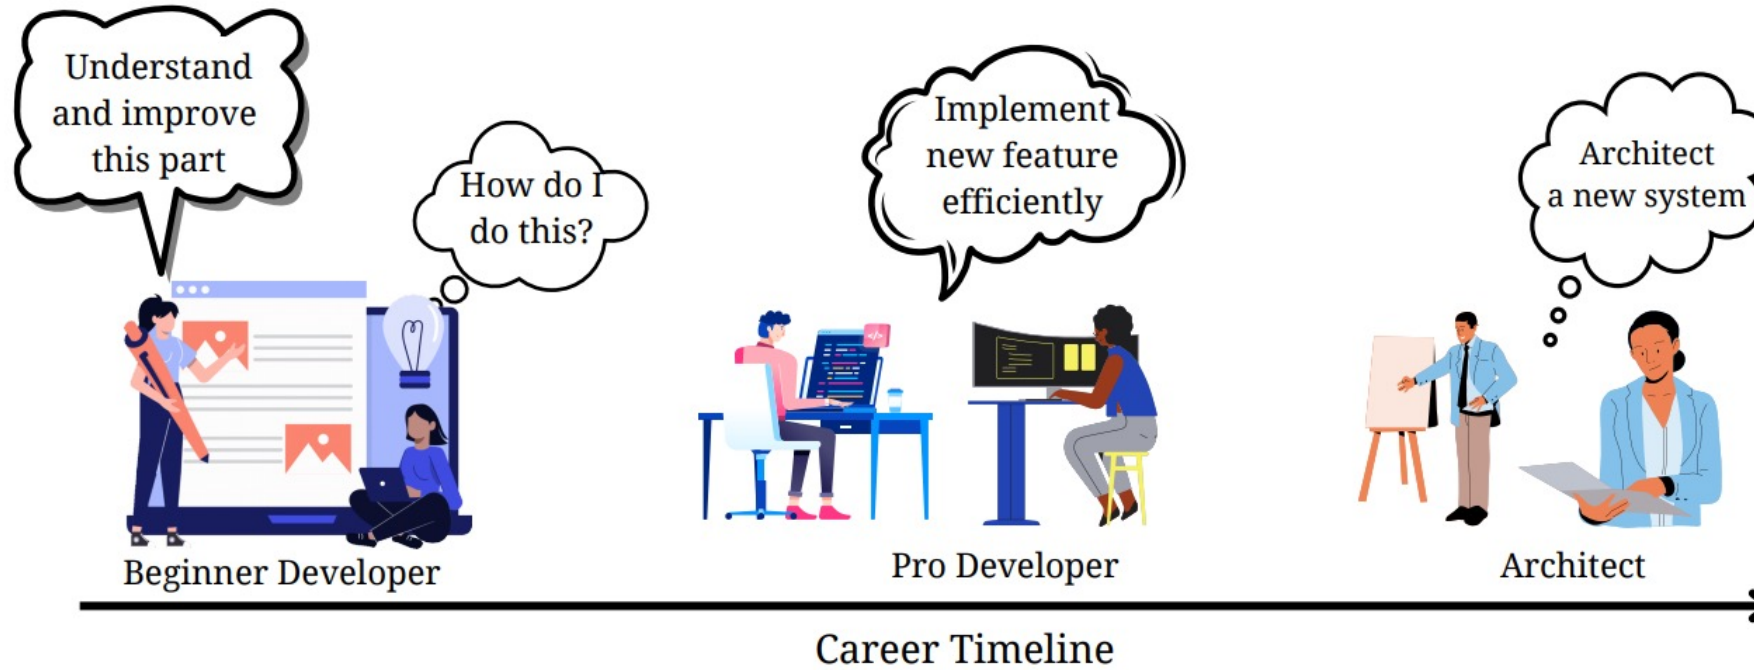 Understand
and improve
this part
How do I
do this?
Implement
new feature
efficiently
Architect
a new system
Beginner Developer
Pro Developer
Architect
Career Timeline